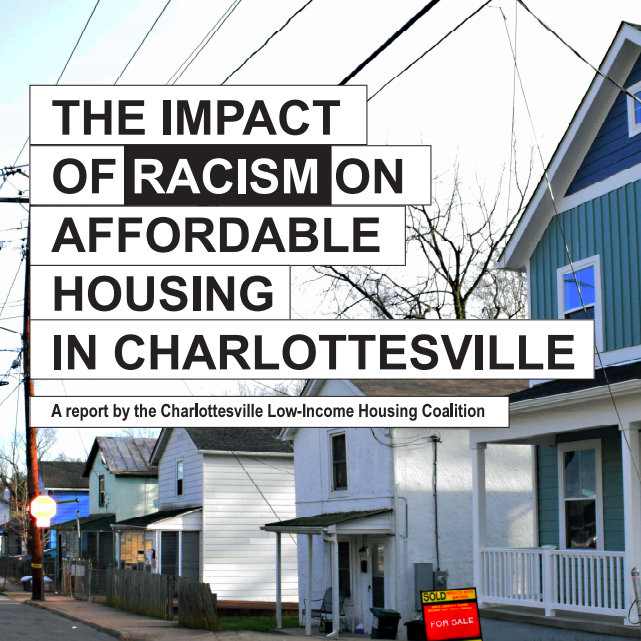 THE IMPACT
OF RACISM ON
AFFORDABLE
HOUSING
IN CHARLOTTESVILLE
A report by the Charlottesville Low-Income Housing Coalition
SOLD
FOR SALE